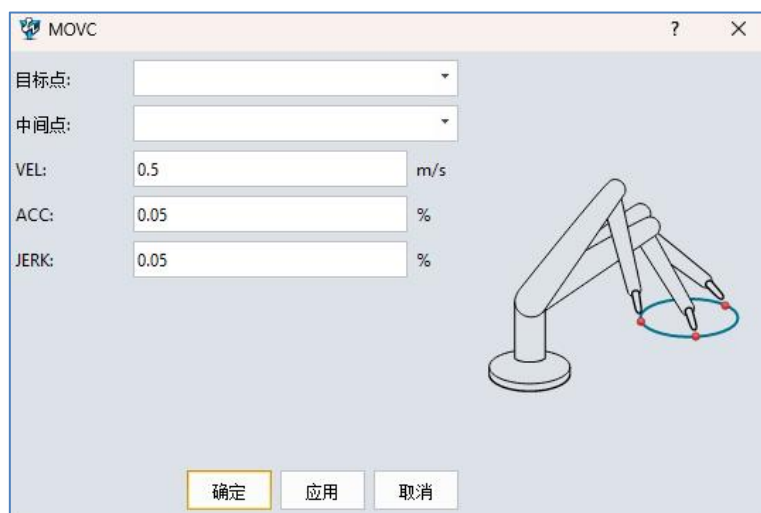 MOVC ?
目标点:
中间点:
VEL: 0.5 m/s
ACC: 0.05 %
JERK: 0.05 %
确定 应用 取消